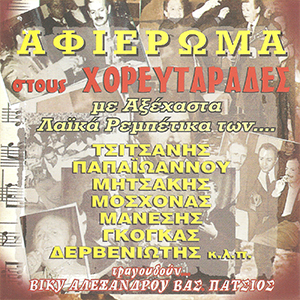 ΑΦΙΕΡΩΜΑ
στους ΧΟΡΕΥΤΑΡΑΔΕΣ
με Αξέχαστα
Λαϊκά Ρεμπέτικα των....
ΤΣΙΤΣΑΝΗΣ
ΠΑΠΑΪΩΑΝΝΟΥ
ΜΗΤΣΑΚΗΣ
ΜΟΣΧΟΝΑΣ
ΜΑΝΕΣΗΣ
ΓΚΟΓΚΑΣ
ΔΕΡΒΕΝΙΩΤΗΣ κ.λ.π.
τραγουδούν..
ΒΙΚΥ ΑΛΕΞΑΝΔΡΟΥ ΒΑΣ ΠΑΤΣΙΟΣ